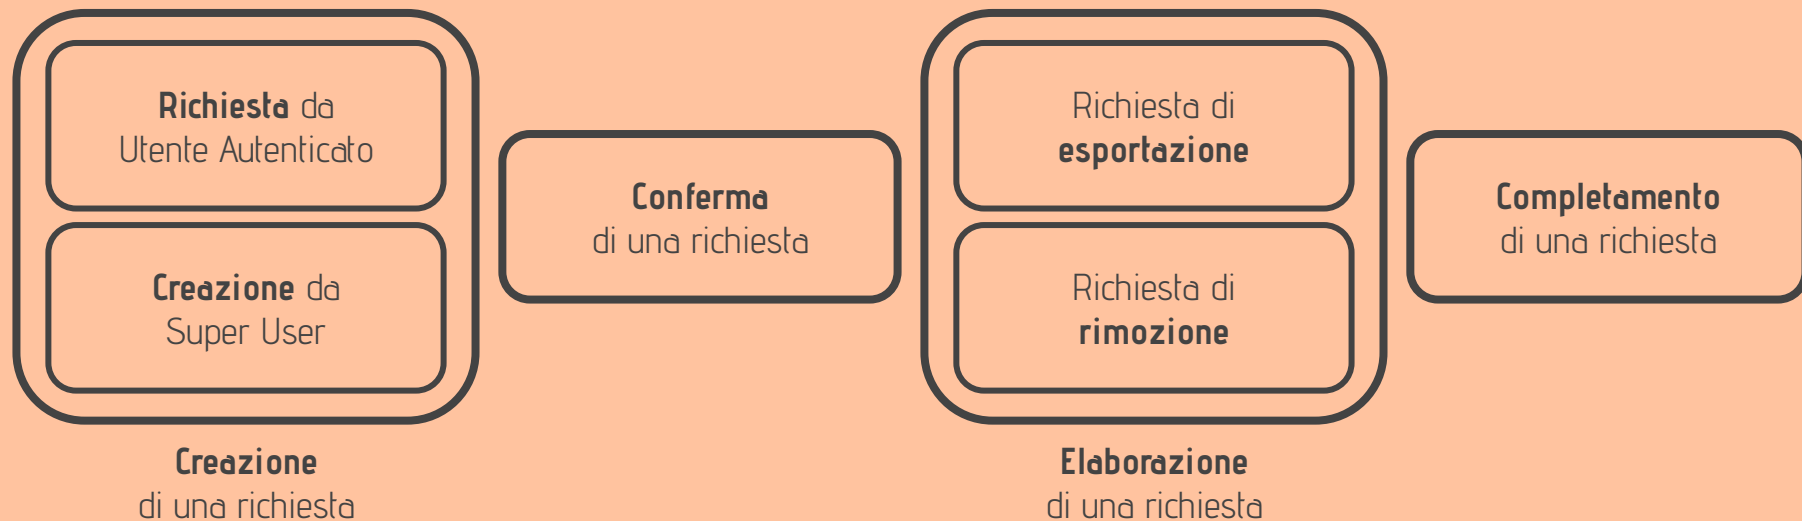 Richiesta da
Utente Autenticato
Creazione da
Super User
Creazione
di una richiesta
Conferma
di una richiesta
Richiesta di
esportazione
Richiesta di
rimozione
Elaborazione
di una richiesta
Completamento
di una richiesta